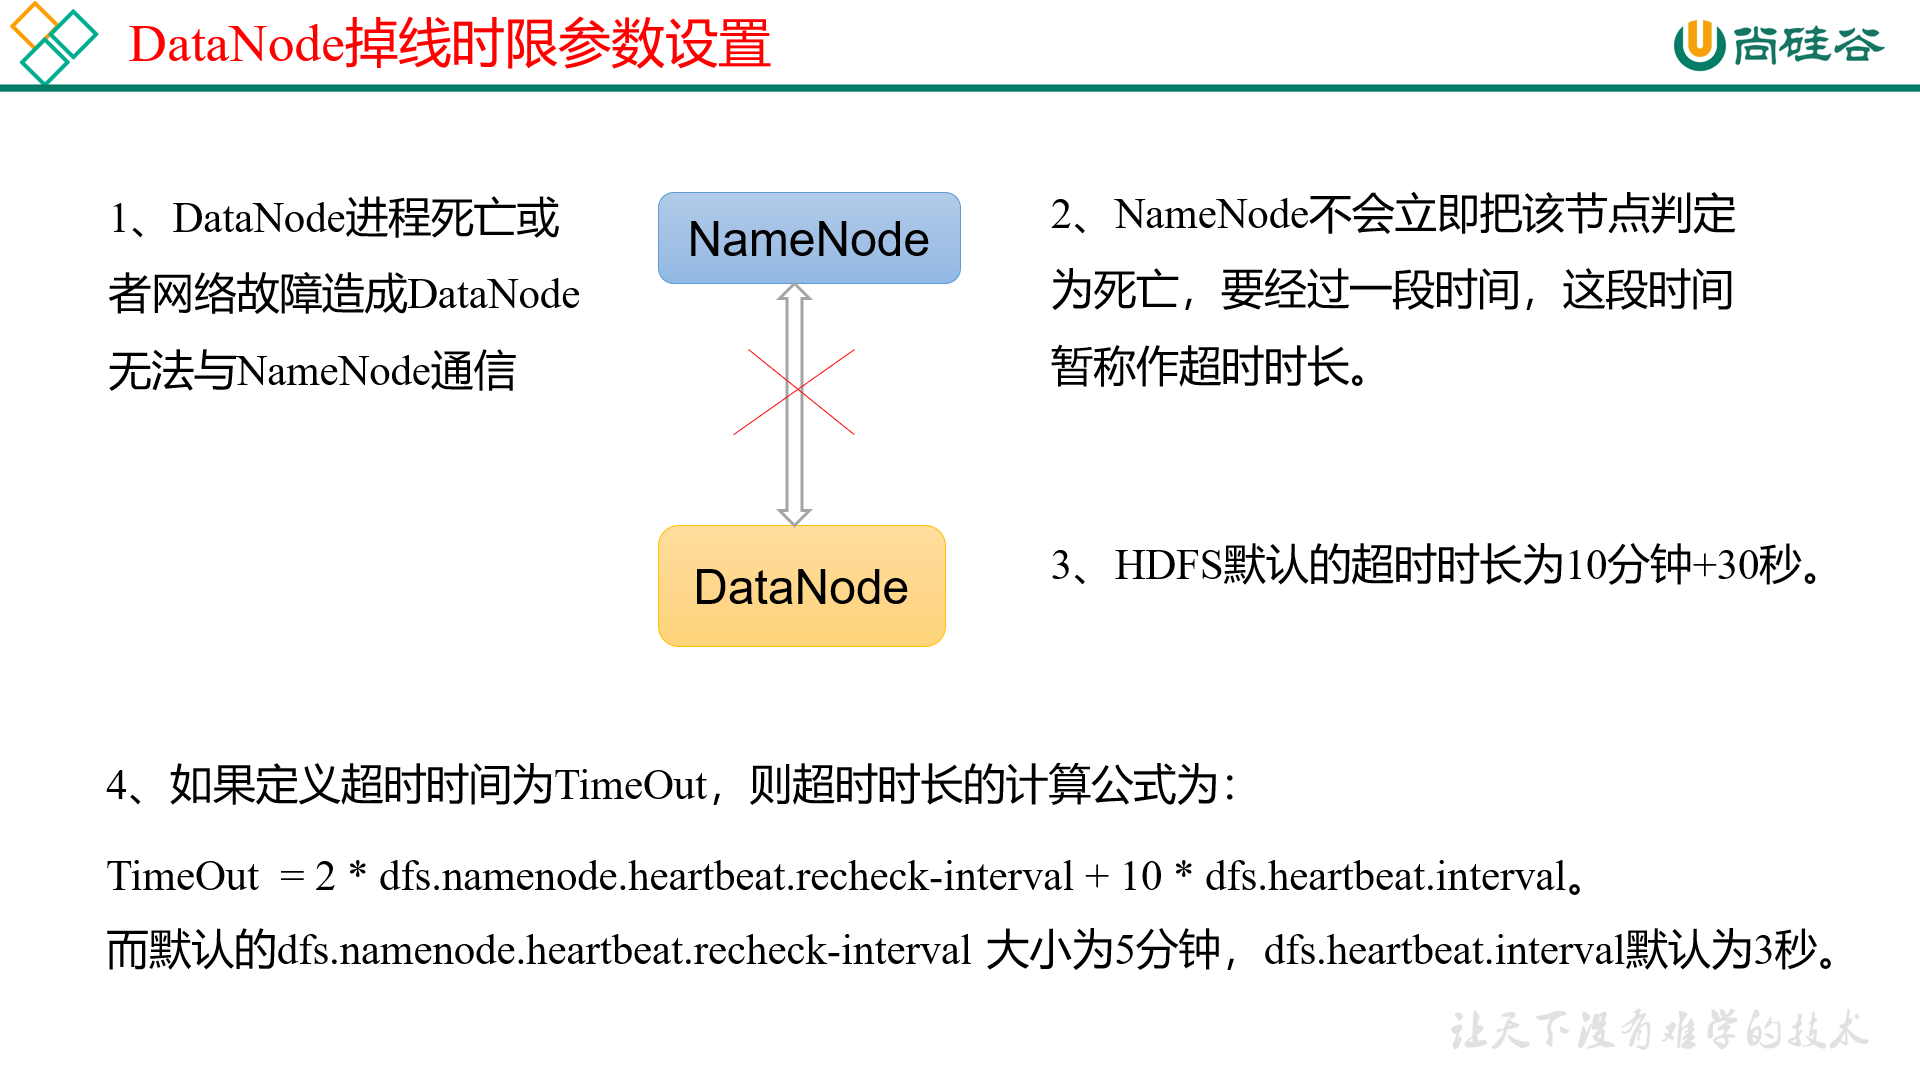 DataNode掉线时限参数设置
尚硅谷
1、DataNode进程死亡或
者网络故障造成DataNode
无法与NameNode通信
NameNode
DataNode
2、NameNode不会立即把该节点判定
为死亡，要经过一段时间，这段时间
暂称作超时时长。
3、HDFS默认的超时时长为10分钟+30秒。
4、如果定义超时时间为TimeOut，则超时时长的计算公式为：
TimeOut  = 2 * dfs.namenode.heartbeat.recheck-interval + 10 * dfs.heartbeat.interval。
而默认的dfs.namenode.heartbeat.recheck-interval 大小为5分钟，dfs.heartbeat.interval默认为3秒。
让天下没有难学的技术